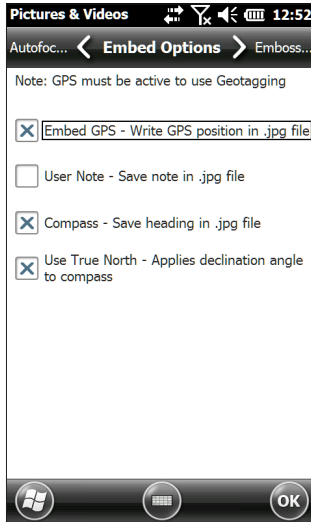 Pictures & Videos 12:52
Autofoc... Embed Options Emboss...
Note: GPS must be active to use Geotagging
Embed GPS - Write GPS position in .jpg file
User Note - Save note in .jpg file
Compass - Save heading in .jpg file
Use True North - Applies declination angle
to compass
OK